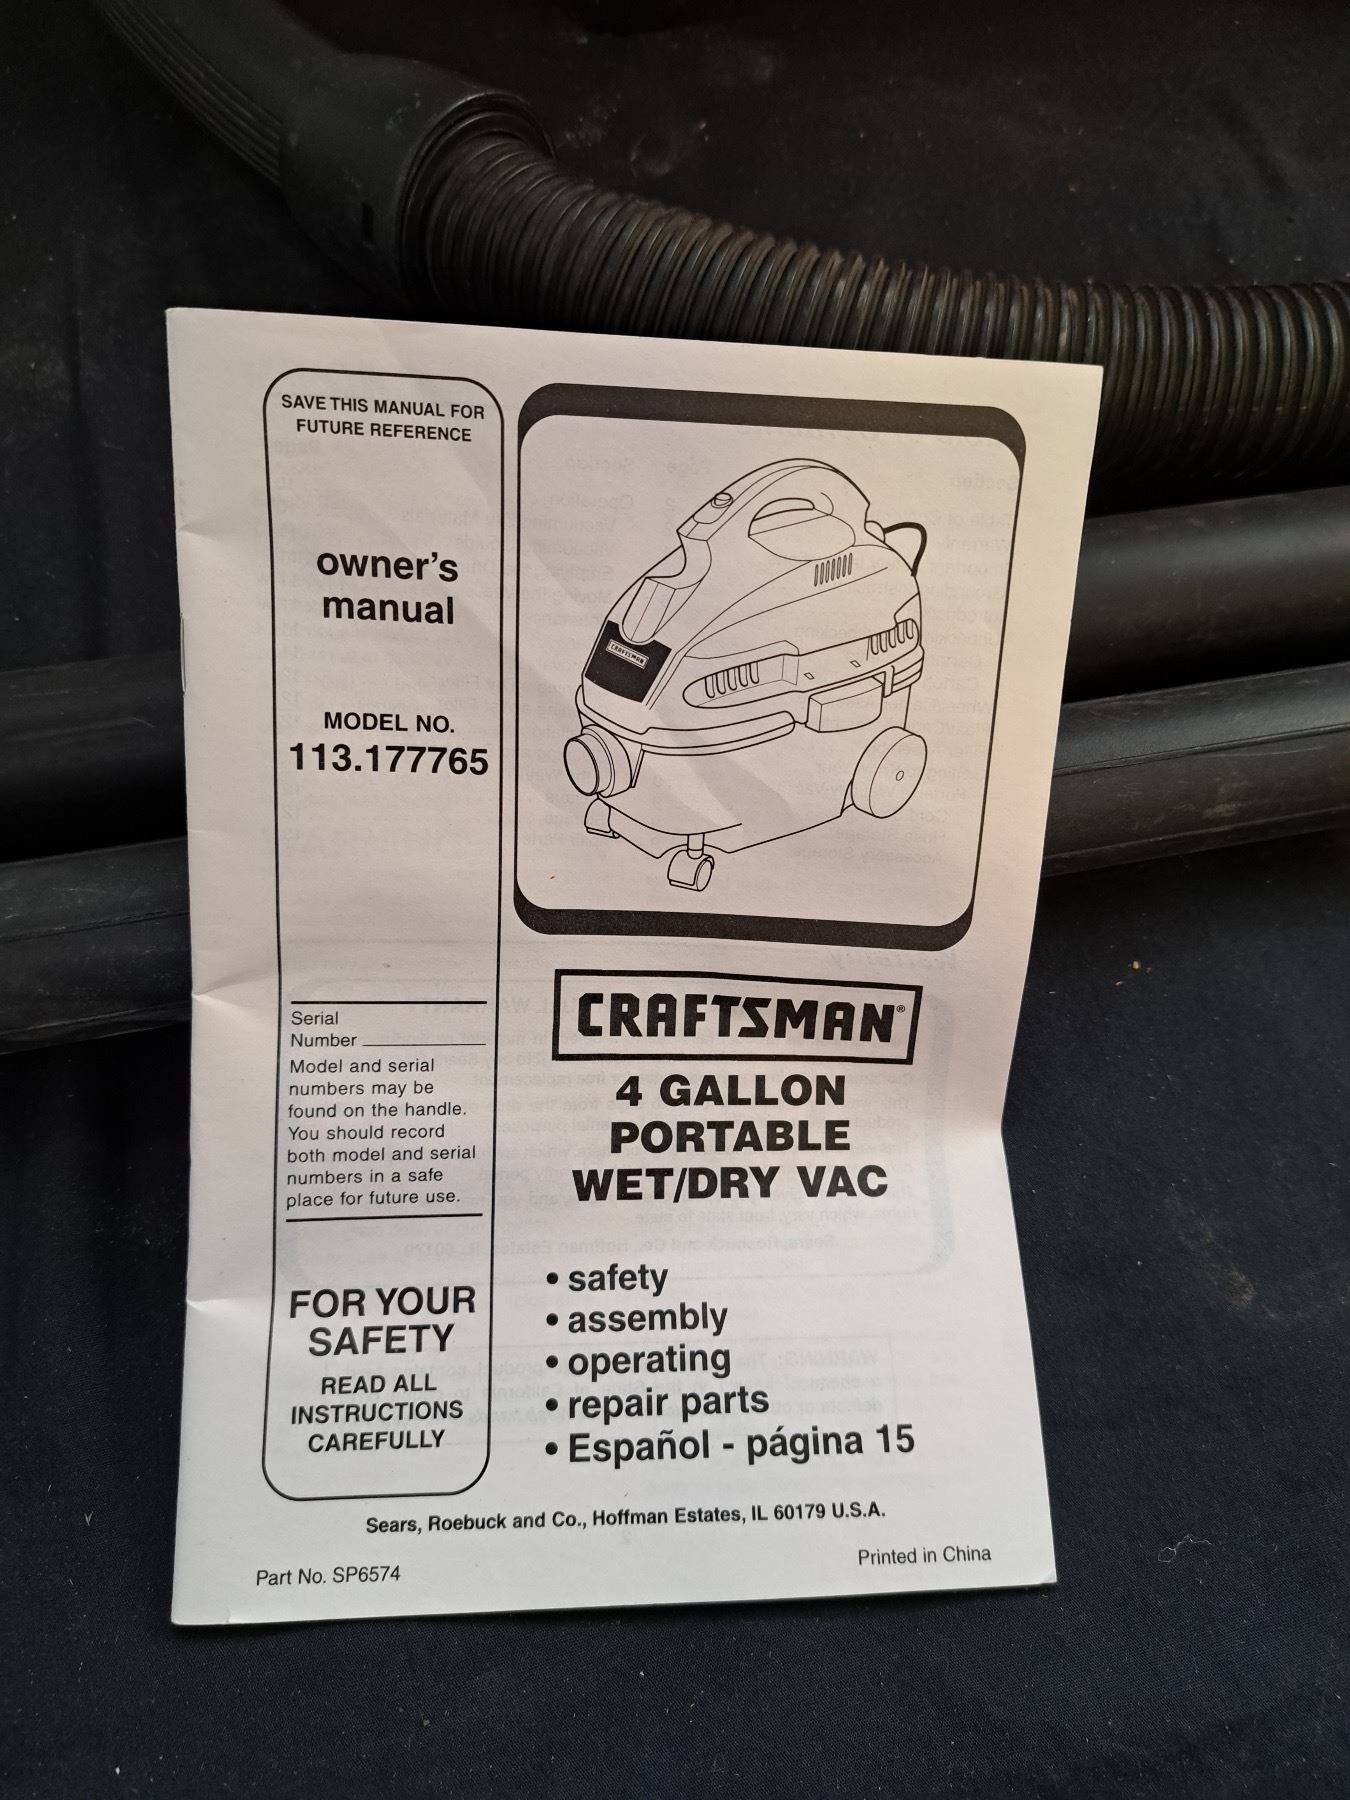 SAVE THIS MANUAL FOR
FUTURE REFERENCE
owner's
manual
MODEL NO.
113.177765
Serial
Number
Model and serial
numbers may be
found on the handle.
You should record
both model and serial
numbers in a safe
place for future use.
FOR YOUR
SAFETY
READ ALL
INSTRUCTIONS
CAREFULLY
CRAFTSMAN
CRAFTSMAN®
4 GALLON
PORTABLE
WET/DRY VAC
• safety
• assembly
• operating
• repair parts
• Español - página 15
Sears, Roebuck and Co., Hoffman Estates, IL 60179 U.S.A.
Part No. SP6574
Printed in China